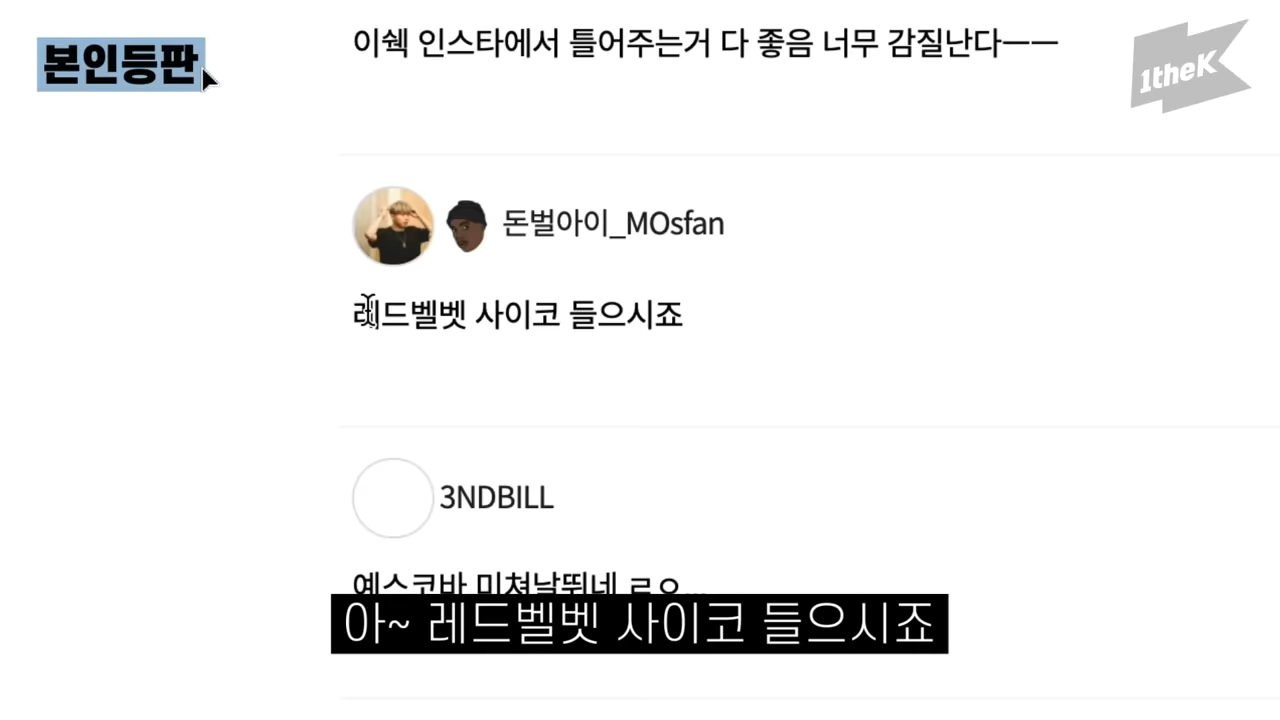 본인등판
이쉑 인스타에서 틀어주는거 다 좋음 너무 감질난다ㅡㅡ
1theK
돈벌아이_MOsfan
레드벨벳 사이코 들으시죠
3NDBILL
예스코바 미쳐날뛰네 ㄹㅇ...
아~ 레드벨벳 사이코 들으시죠